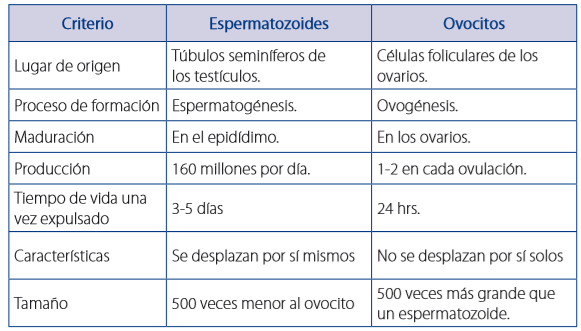 Criterio Espermatozoides Ovocitos
Lugar de origen
Túbulos seminíferos de
los testículos.
Células foliculares de los
ovarios.
Proceso de formación Espermatogénesis. Ovogénesis.
Maduración En el epidídimo. En los ovarios.
Producción 160 millones por día. 1-2 en cada ovulación.
Tiempo de vida una
vez expulsado
3-5 días 24 hrs.
Características Se desplazan por sí mismos No se desplazan por sí solos
Tamaño 500 veces menor al ovocito
500 veces más grande que
un espermatozoide.